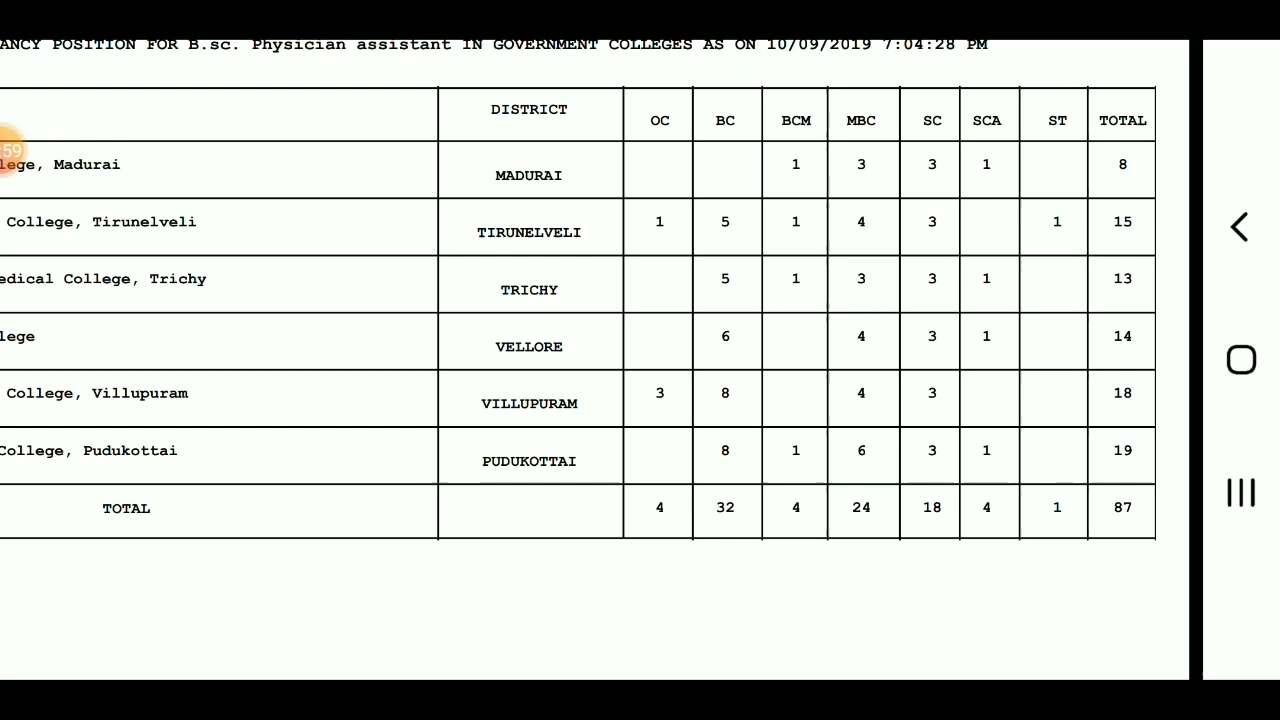 ANCY POSITION FOR B.sc. Physician assistant IN GOVERNMENT COLLEGES AS ON 10/09/2019 7:04:28 PM
DISTRICT OC BC BCM MBC SC SCA ST TOTAL
lege, Madurai MADURAI 1 3 3 1 8
College, Tirunelveli TIRUNELVELI 1 5 1 4 3 1 15
edical College, Trichy TRICHY 5 1 3 3 1 13
lege VELLORE 6 4 3 1 14
College, Villupuram VILLUPURAM 3 8 4 3 18
College, Pudukottai PUDUKOTTAI 8 1 6 3 1 19
TOTAL 4 32 4 24 18 4 1 87
:59